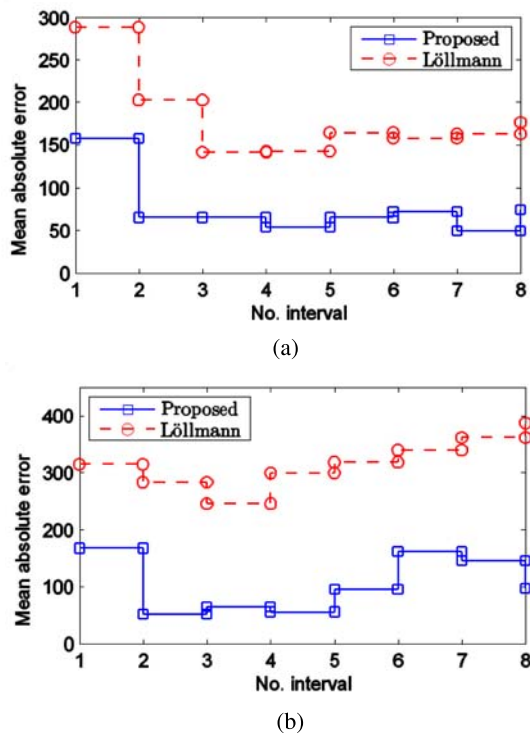 300
250
200
150
100
50
0
Mean absolute error
Proposed
Löllmann
1 2 3 4 5 6 7 8
No. interval
(a)
400
300
200
100
0
Mean absolute error
Proposed
Löllmann
1 2 3 4 5 6 7 8
No. interval
(b)